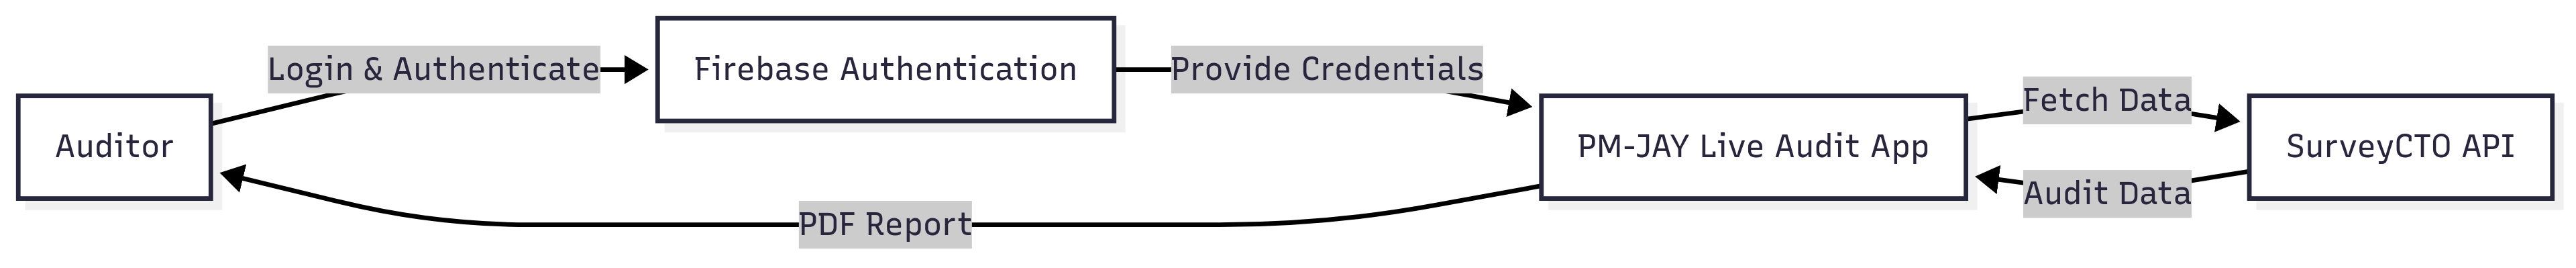 Login & Authenticate
Firebase Authentication
Provide Credentials
Fetch Data
Auditor
PM-JAY Live Audit App
SurveyCTO API
Audit Data
PDF Report